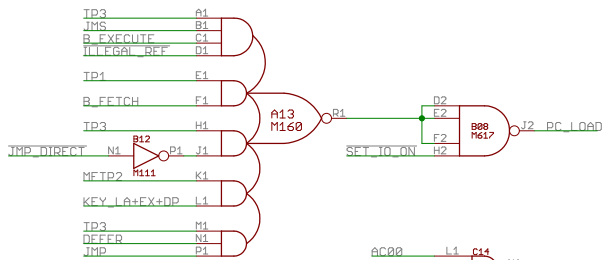 TP3 A1
JMS B1
B_EXECUTE C1
ILLEGAL_REF D1
TP1 E1
B_FETCH F1
TP3 H1
JMP_DIRECT N1 B12 P1 J1
M111
MFTP2 K1
KEY_LA+EX+DP L1
TP3 M1
DEFER N1
JMP P1
A13 R1
M160
D2
E2
F2
SET_IO_ON H2
B08 J2 PC_LOAD
M617
AC00 L1 C14